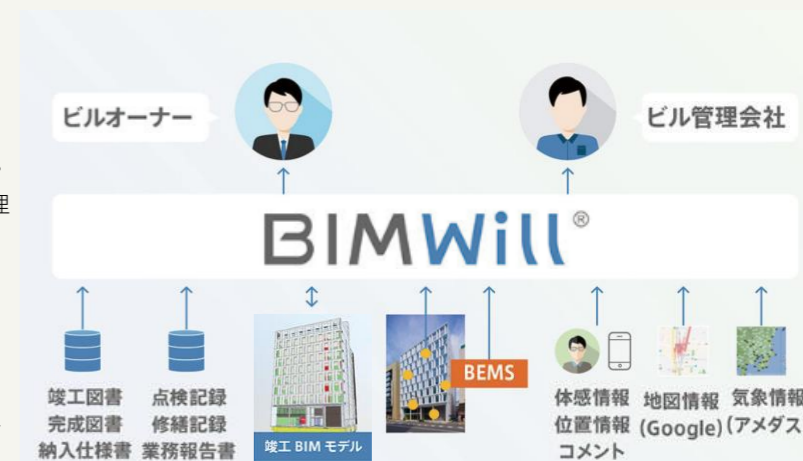 ビルオーナー
ビル管理会社
理
BIMWill®
BEMS
竣工図書
完成図書
納入仕様書
点検記録
修繕記録
業務報告書
竣工 BIM モデル
体感情報
位置情報
コメント
地図情報
(Google)
気象情報
(アメダス